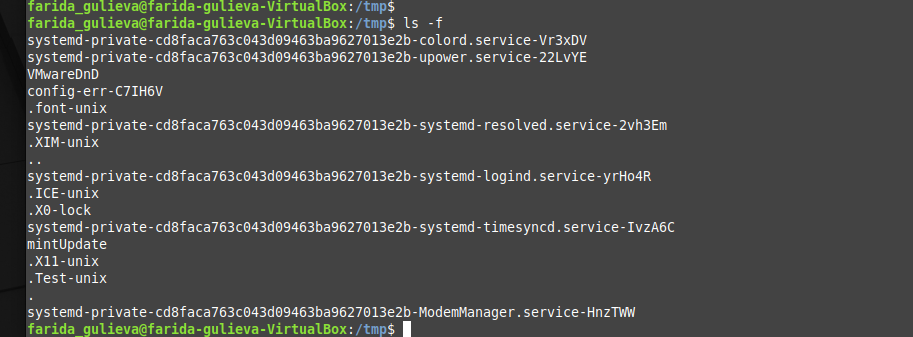 farida_gulieva@farida-gulieva-VirtualBox:/tmp$
farida_gulieva@farida-gulieva-VirtualBox:/tmp$ ls -f
systemd-private-cd8faca763c043d09463ba9627013e2b-colord.service-Vr3xDV
systemd-private-cd8faca763c043d09463ba9627013e2b-upower.service-22LvYE
VMwareDnD
config-err-C7IH6V
.font-unix
systemd-private-cd8faca763c043d09463ba9627013e2b-systemd-resolved.service-2vh3Em
.XIM-unix
..
systemd-private-cd8faca763c043d09463ba9627013e2b-systemd-logind.service-yrHo4R
.ICE-unix
.X0-lock
systemd-private-cd8faca763c043d09463ba9627013e2b-systemd-timesyncd.service-IvzA6C
mintUpdate
.X11-unix
.Test-unix
.
systemd-private-cd8faca763c043d09463ba9627013e2b-ModemManager.service-HnzTWW
farida_gulieva@farida-gulieva-VirtualBox:/tmp$